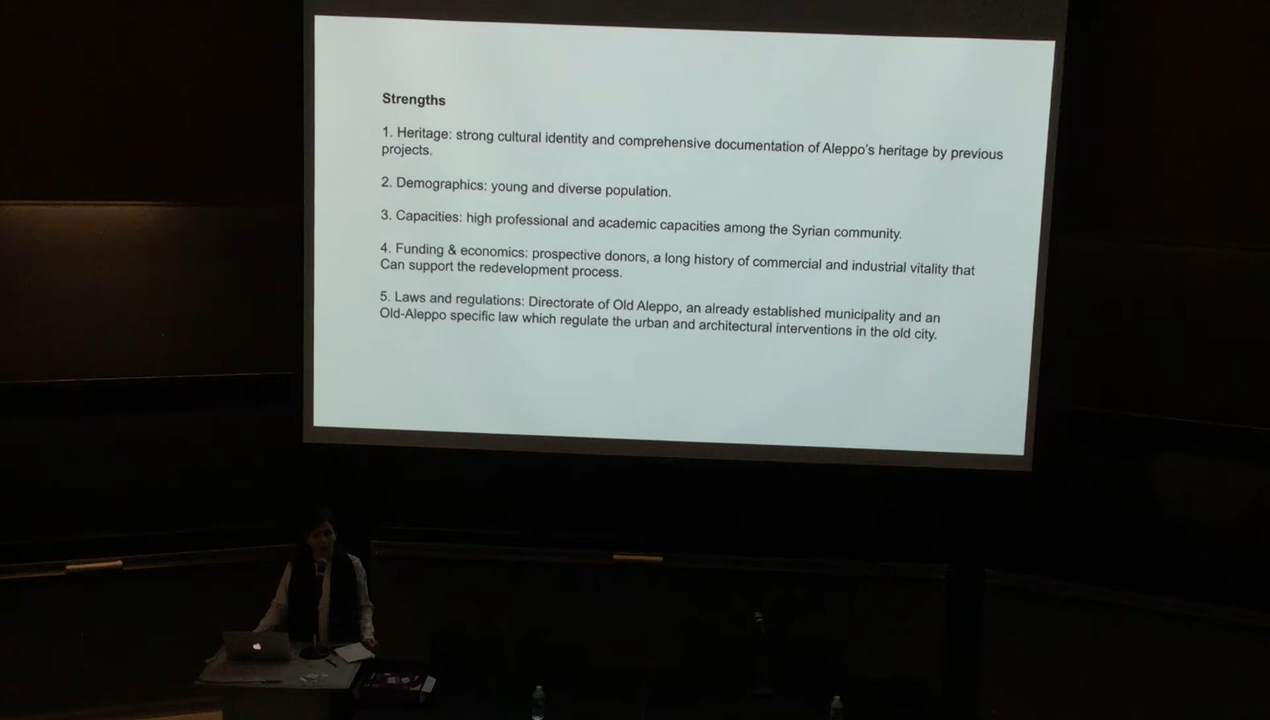 Strengths
1. Heritage: strong cultural identity and comprehensive documentation of Aleppo's heritage by previous
projects.
2. Demographics: young and diverse population.
3. Capacities: high professional and academic capacities among the Syrian community.
4. Funding & economics: prospective donors, a long history of commercial and industrial vitality that
Can support the redevelopment process.
5. Laws and regulations: Directorate of Old Aleppo, an already established municipality and an
Old-Aleppo specific law which regulate the urban and architectural interventions in the old city.